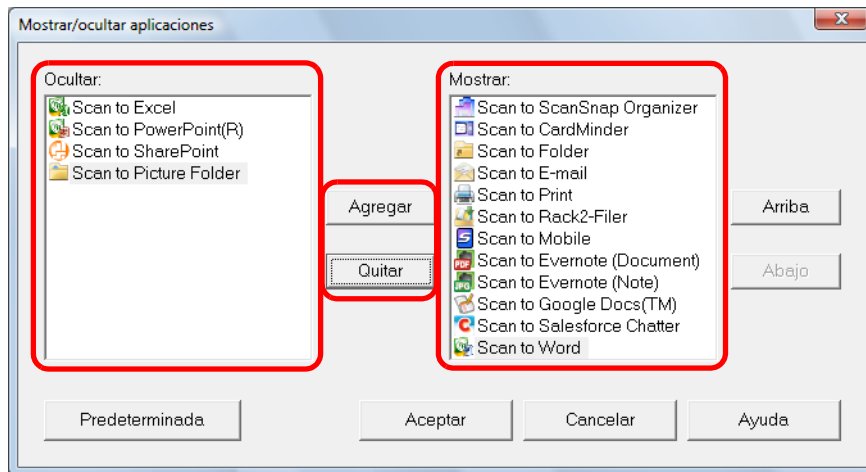 Mostrar/ocultar aplicaciones
Ocultar:
Scan to Excel
Scan to PowerPoint(R)
Scan to SharePoint
Scan to Picture Folder
Agregar
Quitar
Mostrar:
Scan to ScanSnap Organizer
Scan to CardMinder
Scan to Folder
Scan to E-mail
Scan to Print
Scan to Rack2-Filer
Scan to Mobile
Scan to Evernote (Document)
Scan to Evernote (Note)
Scan to Google Docs(TM)
Scan to Salesforce Chatter
Scan to Word
Arriba
Abajo
Predeterminada
Aceptar
Cancelar
Ayuda